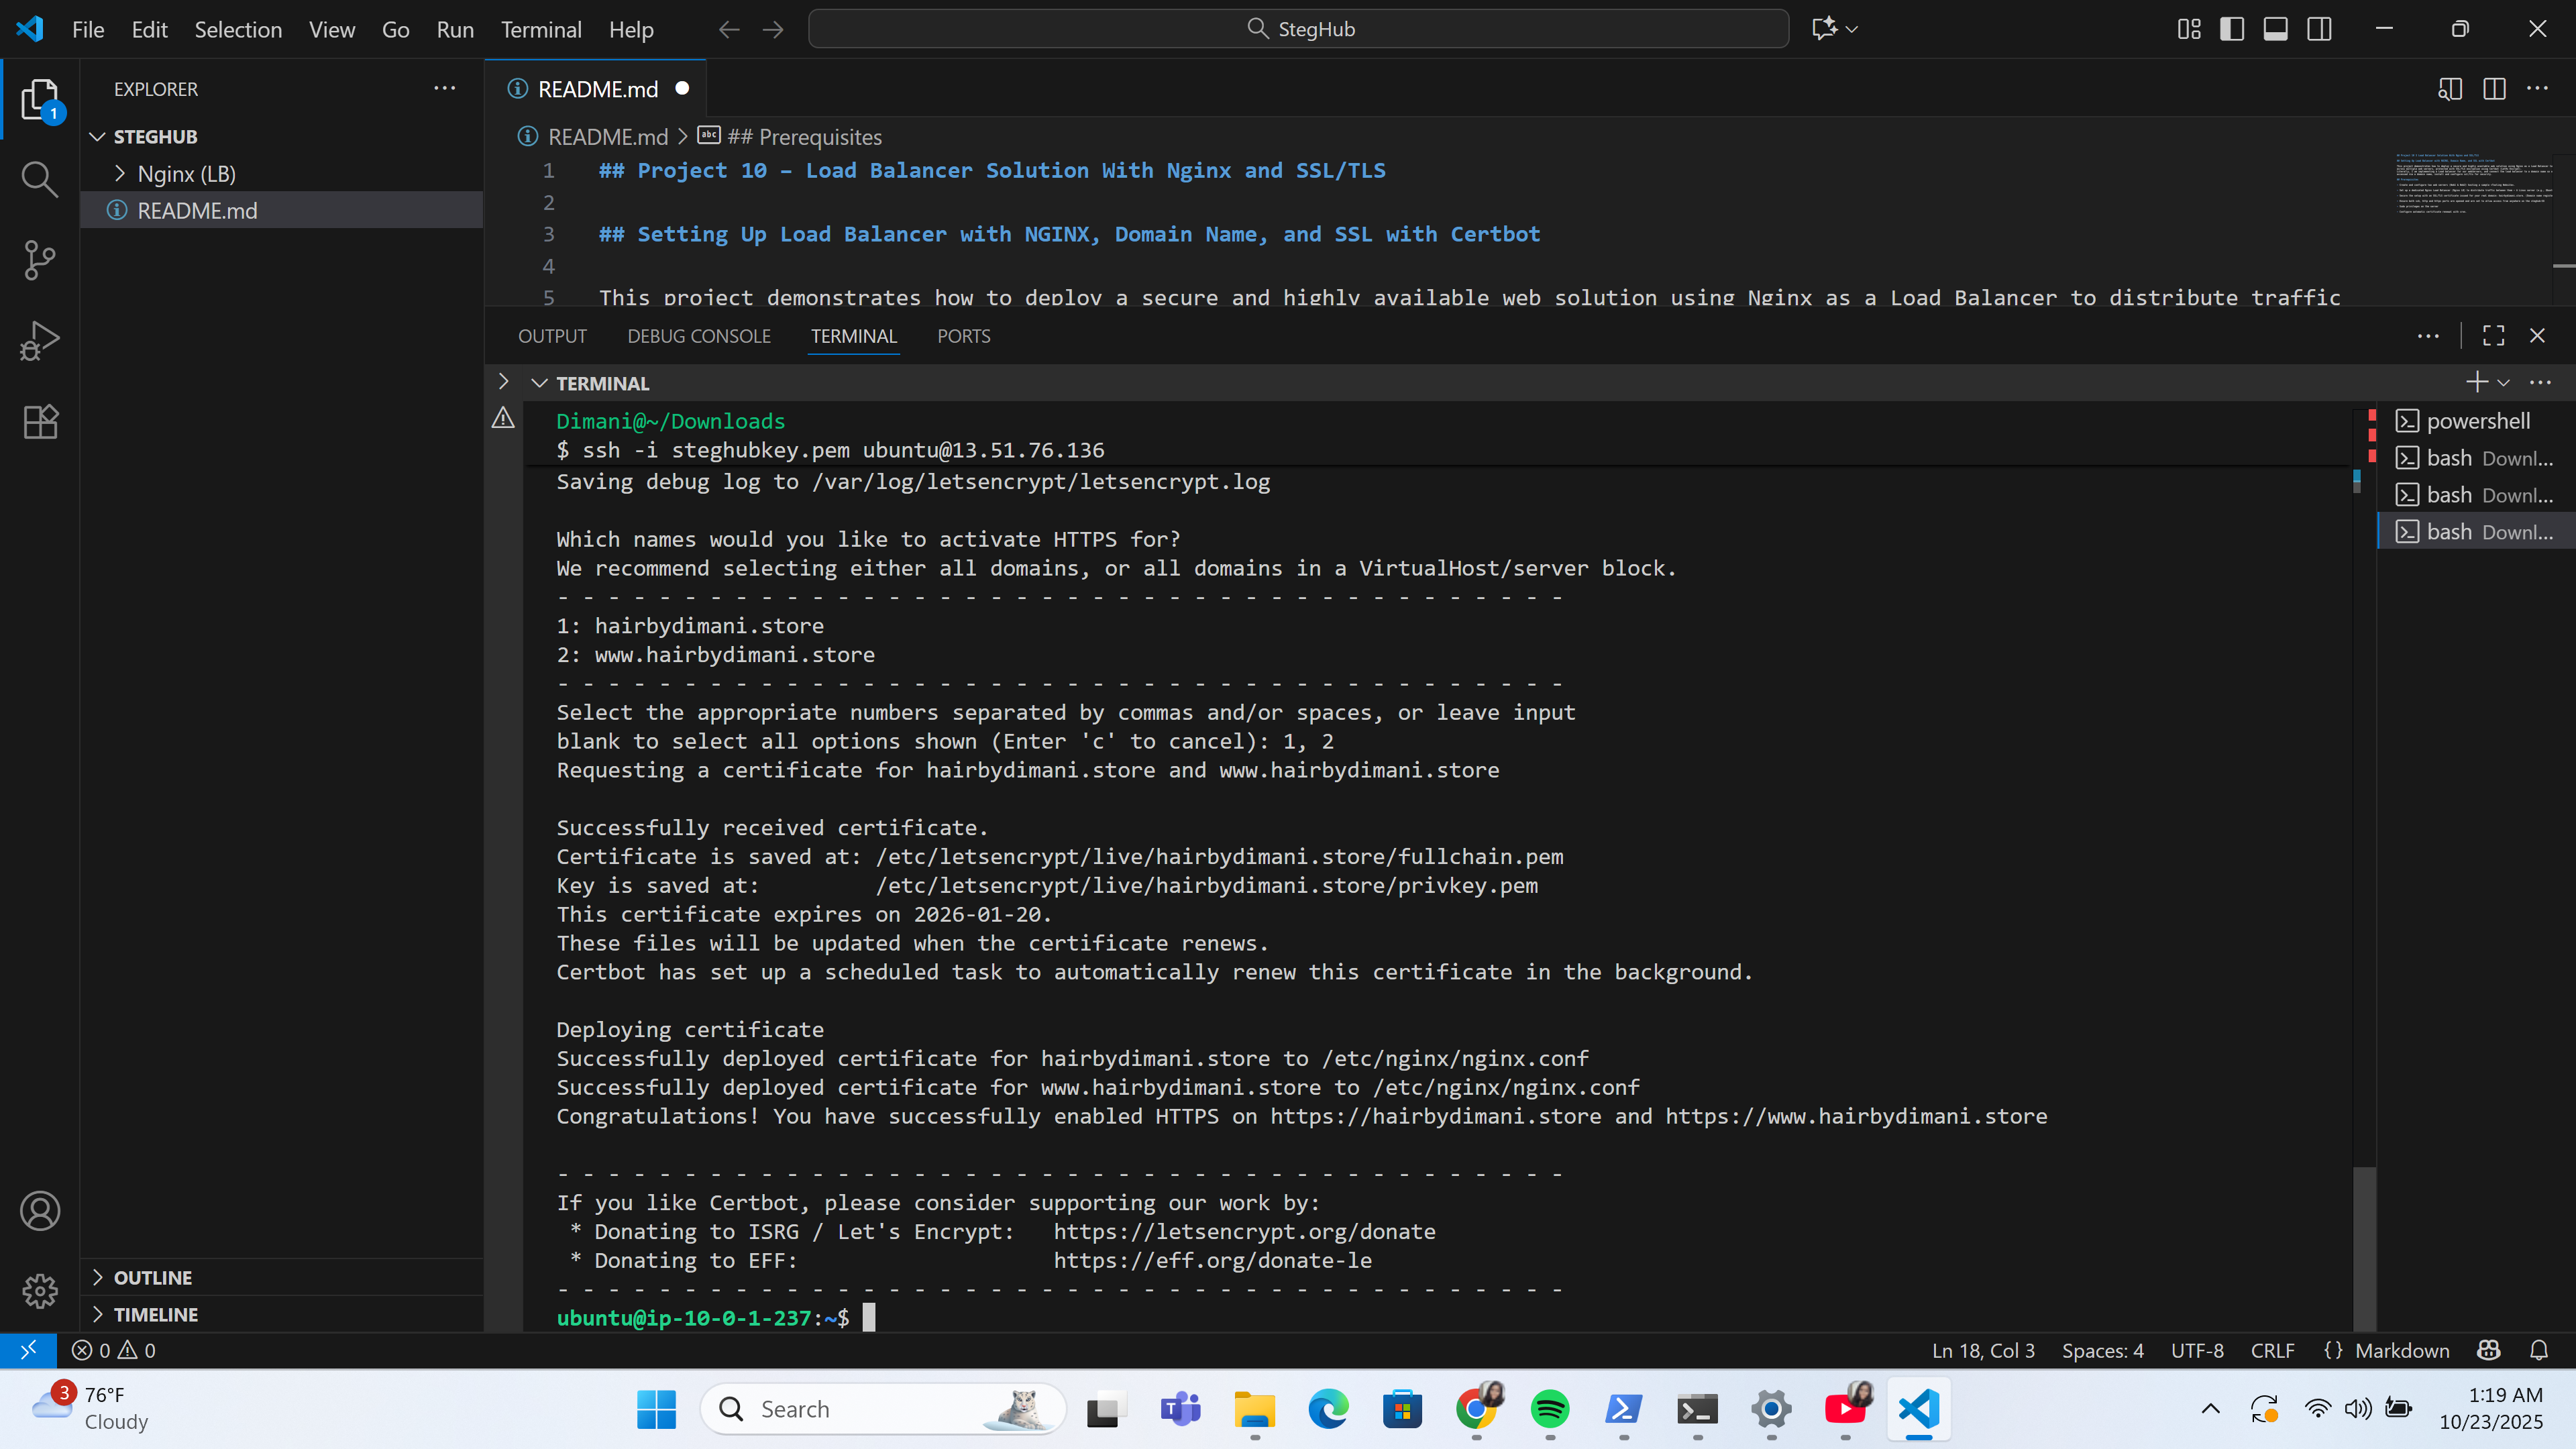 File Edit Selection View Go Run Terminal Help
StegHub
EXPLORER
README.md
1
STEGHUB
README.md > ## Prerequisites
Nginx (LB)
README.md
1 ## Project 10 – Load Balancer Solution With Nginx and SSL/TLS
2
3 ## Setting Up Load Balancer with NGINX, Domain Name, and SSL with Certbot
4
5 This project demonstrates how to deploy a secure and highly available web solution using Nginx as a Load Balancer to distribute traffic
OUTPUT DEBUG CONSOLE TERMINAL PORTS
TERMINAL
Dimani@~/Downloads
$ ssh -i steghubkey.pem ubuntu@13.51.76.136
Saving debug log to /var/log/letsencrypt/letsencrypt.log
Which names would you like to activate HTTPS for?
We recommend selecting either all domains, or all domains in a VirtualHost/server block.
- - - - - - - - - - - - - - - - - - - - - - - - - - - - - - - - - - - - - - - -
1: hairbydimani.store
2: www.hairbydimani.store
- - - - - - - - - - - - - - - - - - - - - - - - - - - - - - - - - - - - - - - -
Select the appropriate numbers separated by commas and/or spaces, or leave input
blank to select all options shown (Enter 'c' to cancel): 1, 2
Requesting a certificate for hairbydimani.store and www.hairbydimani.store
Successfully received certificate.
Certificate is saved at: /etc/letsencrypt/live/hairbydimani.store/fullchain.pem
Key is saved at: /etc/letsencrypt/live/hairbydimani.store/privkey.pem
This certificate expires on 2026-01-20.
These files will be updated when the certificate renews.
Certbot has set up a scheduled task to automatically renew this certificate in the background.
Deploying certificate
Successfully deployed certificate for hairbydimani.store to /etc/nginx/nginx.conf
Successfully deployed certificate for www.hairbydimani.store to /etc/nginx/nginx.conf
Congratulations! You have successfully enabled HTTPS on https://hairbydimani.store and https://www.hairbydimani.store
- - - - - - - - - - - - - - - - - - - - - - - - - - - - - - - - - - - - - - - -
If you like Certbot, please consider supporting our work by:
* Donating to ISRG / Let's Encrypt: https://letsencrypt.org/donate
* Donating to EFF: https://eff.org/donate-le
- - - - - - - - - - - - - - - - - - - - - - - - - - - - - - - - - - - - - - - -
ubuntu@ip-10-0-1-237:~$
powershell
bash Downl...
bash Downl...
bash Downl...
OUTLINE
TIMELINE
0 0
Ln 18, Col 3 Spaces: 4 UTF-8 CRLF {} Markdown
3
76°F
Cloudy
Search
1:19 AM
10/23/2025